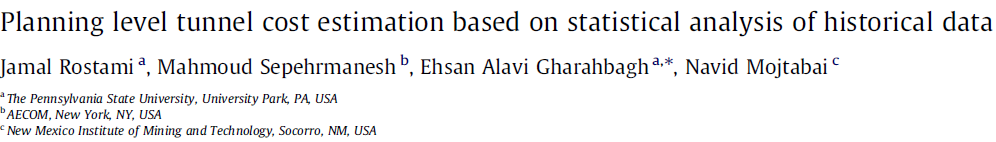 Planning level tunnel cost estimation based on statistical analysis of historical data
Jamal Rostami a, Mahmoud Sepehrmanesh b, Ehsan Alavi Gharahbagh a,*, Navid Mojtabai c
a The Pennsylvania State University, University Park, PA, USA
b AECOM, New York, NY, USA
c New Mexico Institute of Mining and Technology, Socorro, NM, USA